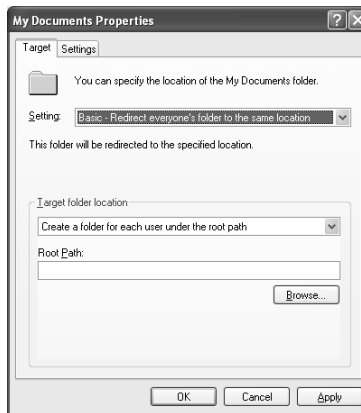 My Documents Properties
Target Settings
You can specify the location of the My Documents folder.
Setting: Basic - Redirect everyone's folder to the same location
This folder will be redirected to the specified location.
Target folder location
Create a folder for each user under the root path
Root Path:
Browse...
OK Cancel Apply